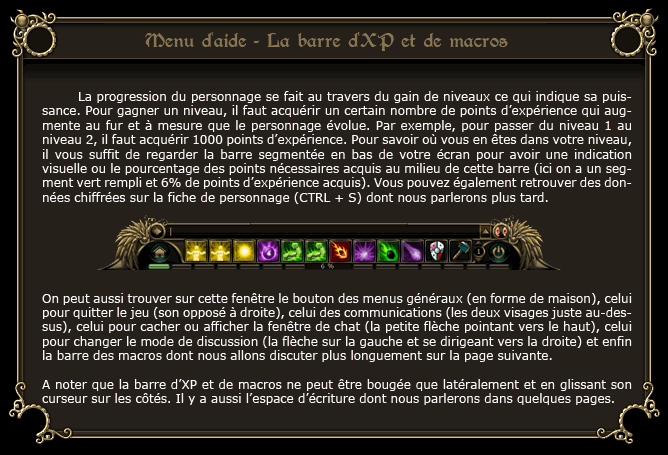 Menu d'aide - La barre d'XP et de macros
La progression du personnage se fait au travers du gain de niveaux ce qui indique sa puis-
sance. Pour gagner un niveau, il faut acquérir un certain nombre de points d'expérience qui aug-
mente au fur et à mesure que le personnage évolue. Par exemple, pour passer du niveau 1 au
niveau 2, il faut acquérir 1000 points d'expérience. Pour savoir où vous en êtes dans votre niveau,
il vous suffit de regarder la barre segmentée en bas de votre écran pour avoir une indication
visuelle ou le pourcentage des points nécessaires acquis au milieu de cette barre (ici on a un seg-
ment vert rempli et 6% de points d'expérience acquis). Vous pouvez également retrouver des don-
nées chiffrées sur la fiche de personnage (CTRL + S) dont nous parlerons plus tard.
1
6 %
On peut aussi trouver sur cette fenêtre le bouton des menus généraux (en forme de maison), celui
pour quitter le jeu (son opposé à droite), celui des communications (les deux visages juste au-des-
sus), celui pour cacher ou afficher la fenêtre de chat (la petite flèche pointant vers le haut), celui
pour changer le mode de discussion (la flèche sur la gauche et se dirigeant vers la droite) et enfin
la barre des macros dont nous allons discuter plus longuement sur la page suivante.
A noter que la barre d'XP et de macros ne peut être bougée que latéralement et en glissant son
curseur sur les côtés. Il y a aussi l'espace d'écriture dont nous parlerons dans quelques pages.